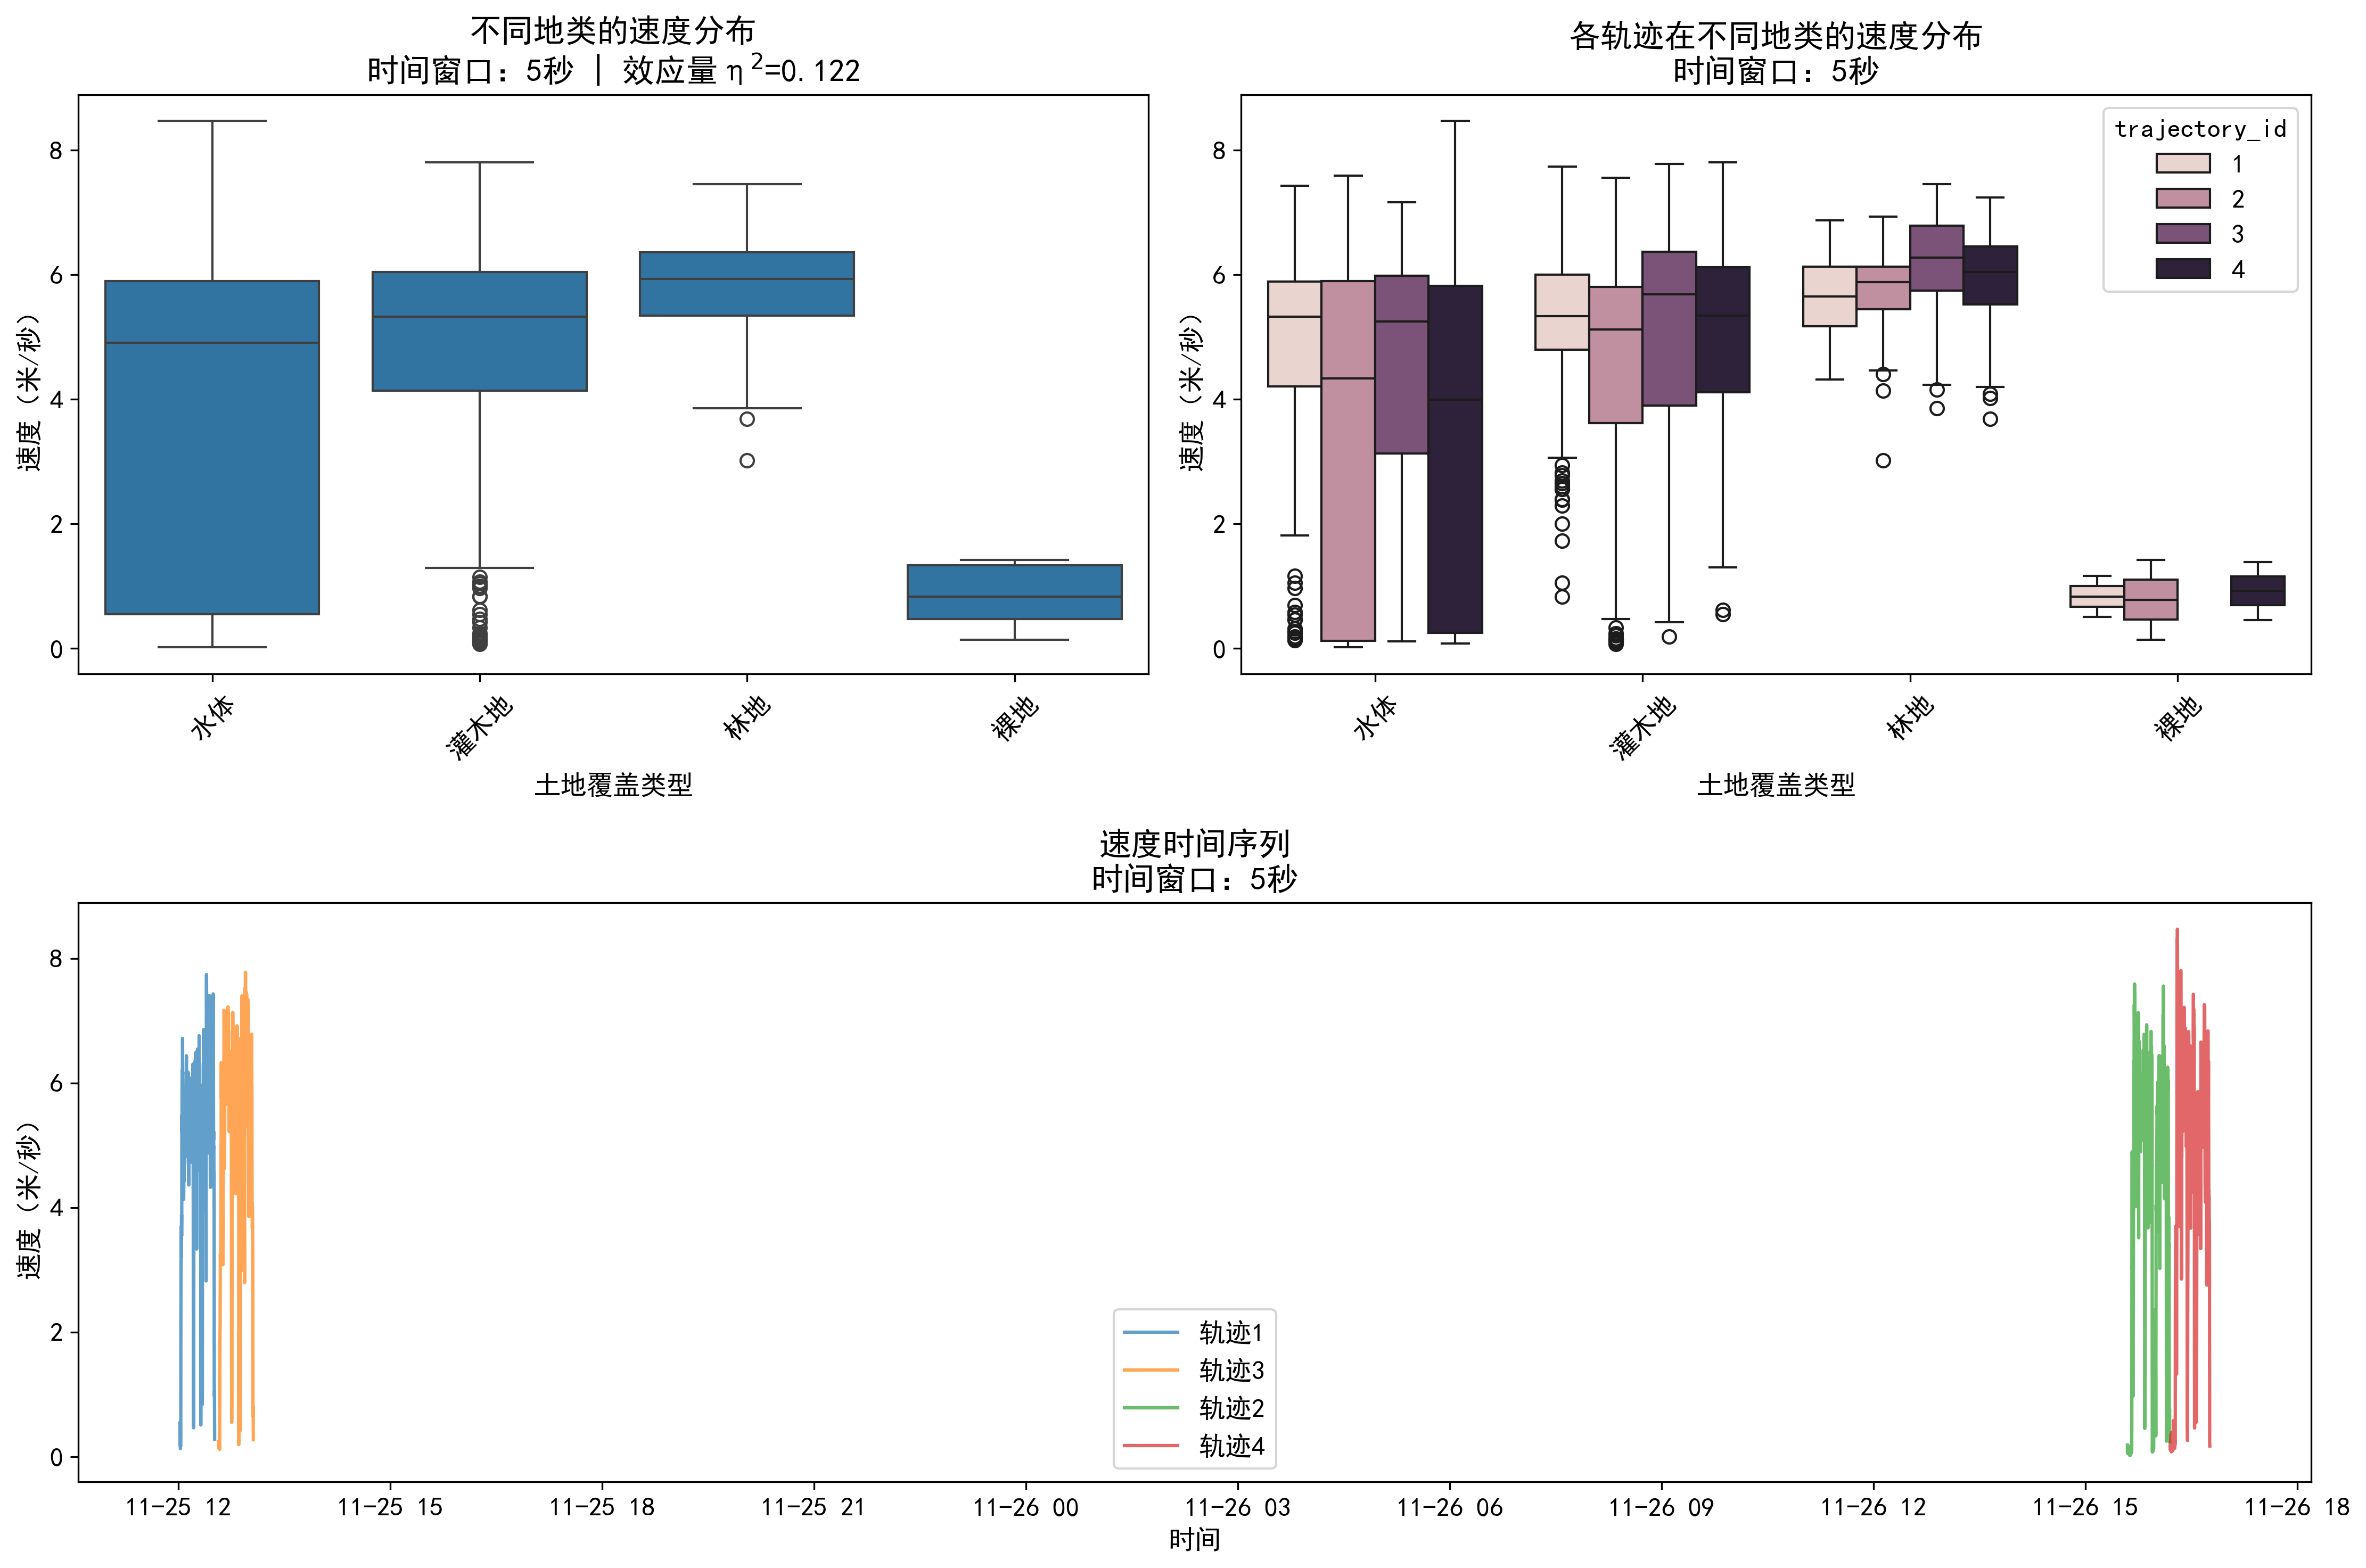 不同地类的速度分布
时间窗口：5秒 | 效应量 η²=0.122
速度（米/秒）
8
6
4
2
0
水体
灌木地
林地
裸地
土地覆盖类型
各轨迹在不同地类的速度分布
时间窗口：5秒
速度（米/秒）
8
6
4
2
0
trajectory_id
1
2
3
4
水体
灌木地
林地
裸地
土地覆盖类型
速度时间序列
时间窗口：5秒
速度（米/秒）
8
6
4
2
0
轨迹1
轨迹3
轨迹2
轨迹4
11-25 12
11-25 15
11-25 18
11-25 21
11-26 00
11-26 03
11-26 06
11-26 09
11-26 12
11-26 15
11-26 18
时间